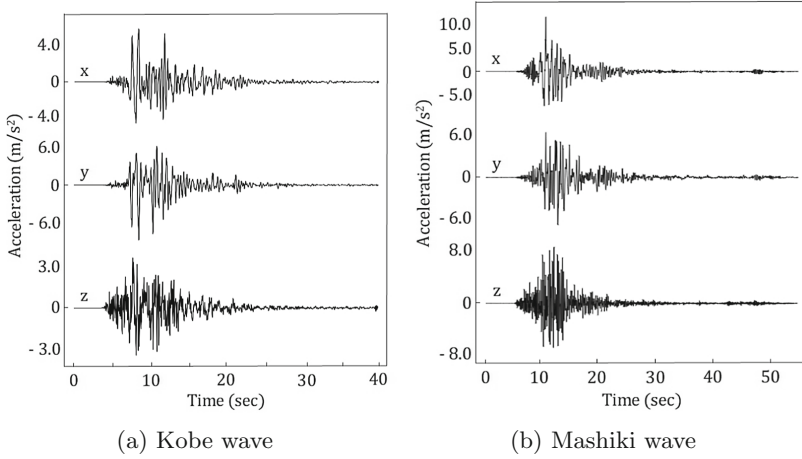 Acceleration (m/s²)
4.0
x
0
- 4.0
6.0
y
0
- 6.0
3.0
z
0
- 3.0
0 10 20 30 40
Time (sec)
(a) Kobe wave
Acceleration (m/s²)
10.0
5.0
x
0
- 5.0
6.0
y
0
- 6.0
8.0
z
0
- 8.0
0 10 20 30 40 50
Time (sec)
(b) Mashiki wave